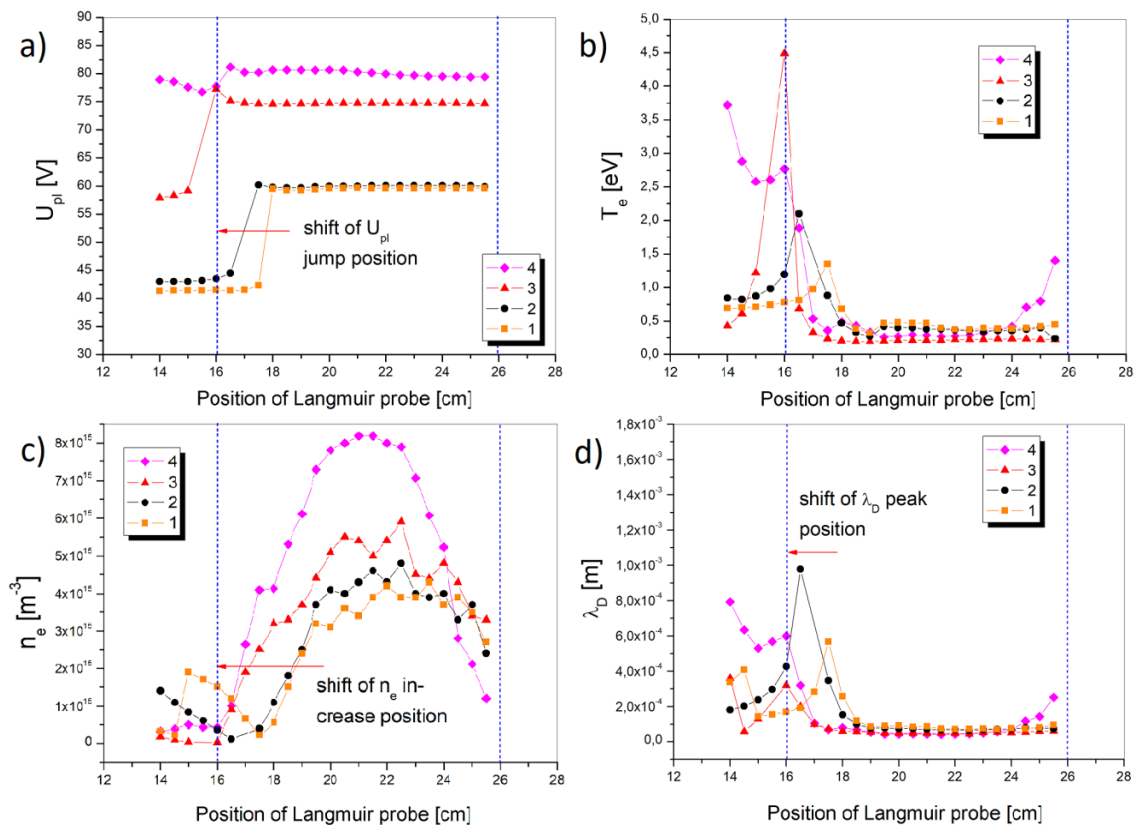 a)
90
85
80
75
70
65
60
55
50
45
40
35
30
U_pl [V]
shift of U_pl
jump position
4
3
2
1
12 14 16 18 20 22 24 26 28
Position of Langmuir probe [cm]
b)
5,0
4,5
4,0
3,5
3,0
2,5
2,0
1,5
1,0
0,5
0,0
T_e [eV]
4
3
2
1
12 14 16 18 20 22 24 26 28
Position of Langmuir probe [cm]
c)
8x10^15
7x10^15
6x10^15
5x10^15
4x10^15
3x10^15
2x10^15
1x10^15
0
n_e [m^-3]
4
3
2
1
shift of n_e in-
crease position
12 14 16 18 20 22 24 26 28
Position of Langmuir probe [cm]
d)
1,8x10^-3
1,6x10^-3
1,4x10^-3
1,2x10^-3
1,0x10^-3
8,0x10^-4
6,0x10^-4
4,0x10^-4
2,0x10^-4
0,0
λ_D [m]
shift of λ_D peak
position
4
3
2
1
12 14 16 18 20 22 24 26 28
Position of Langmuir probe [cm]